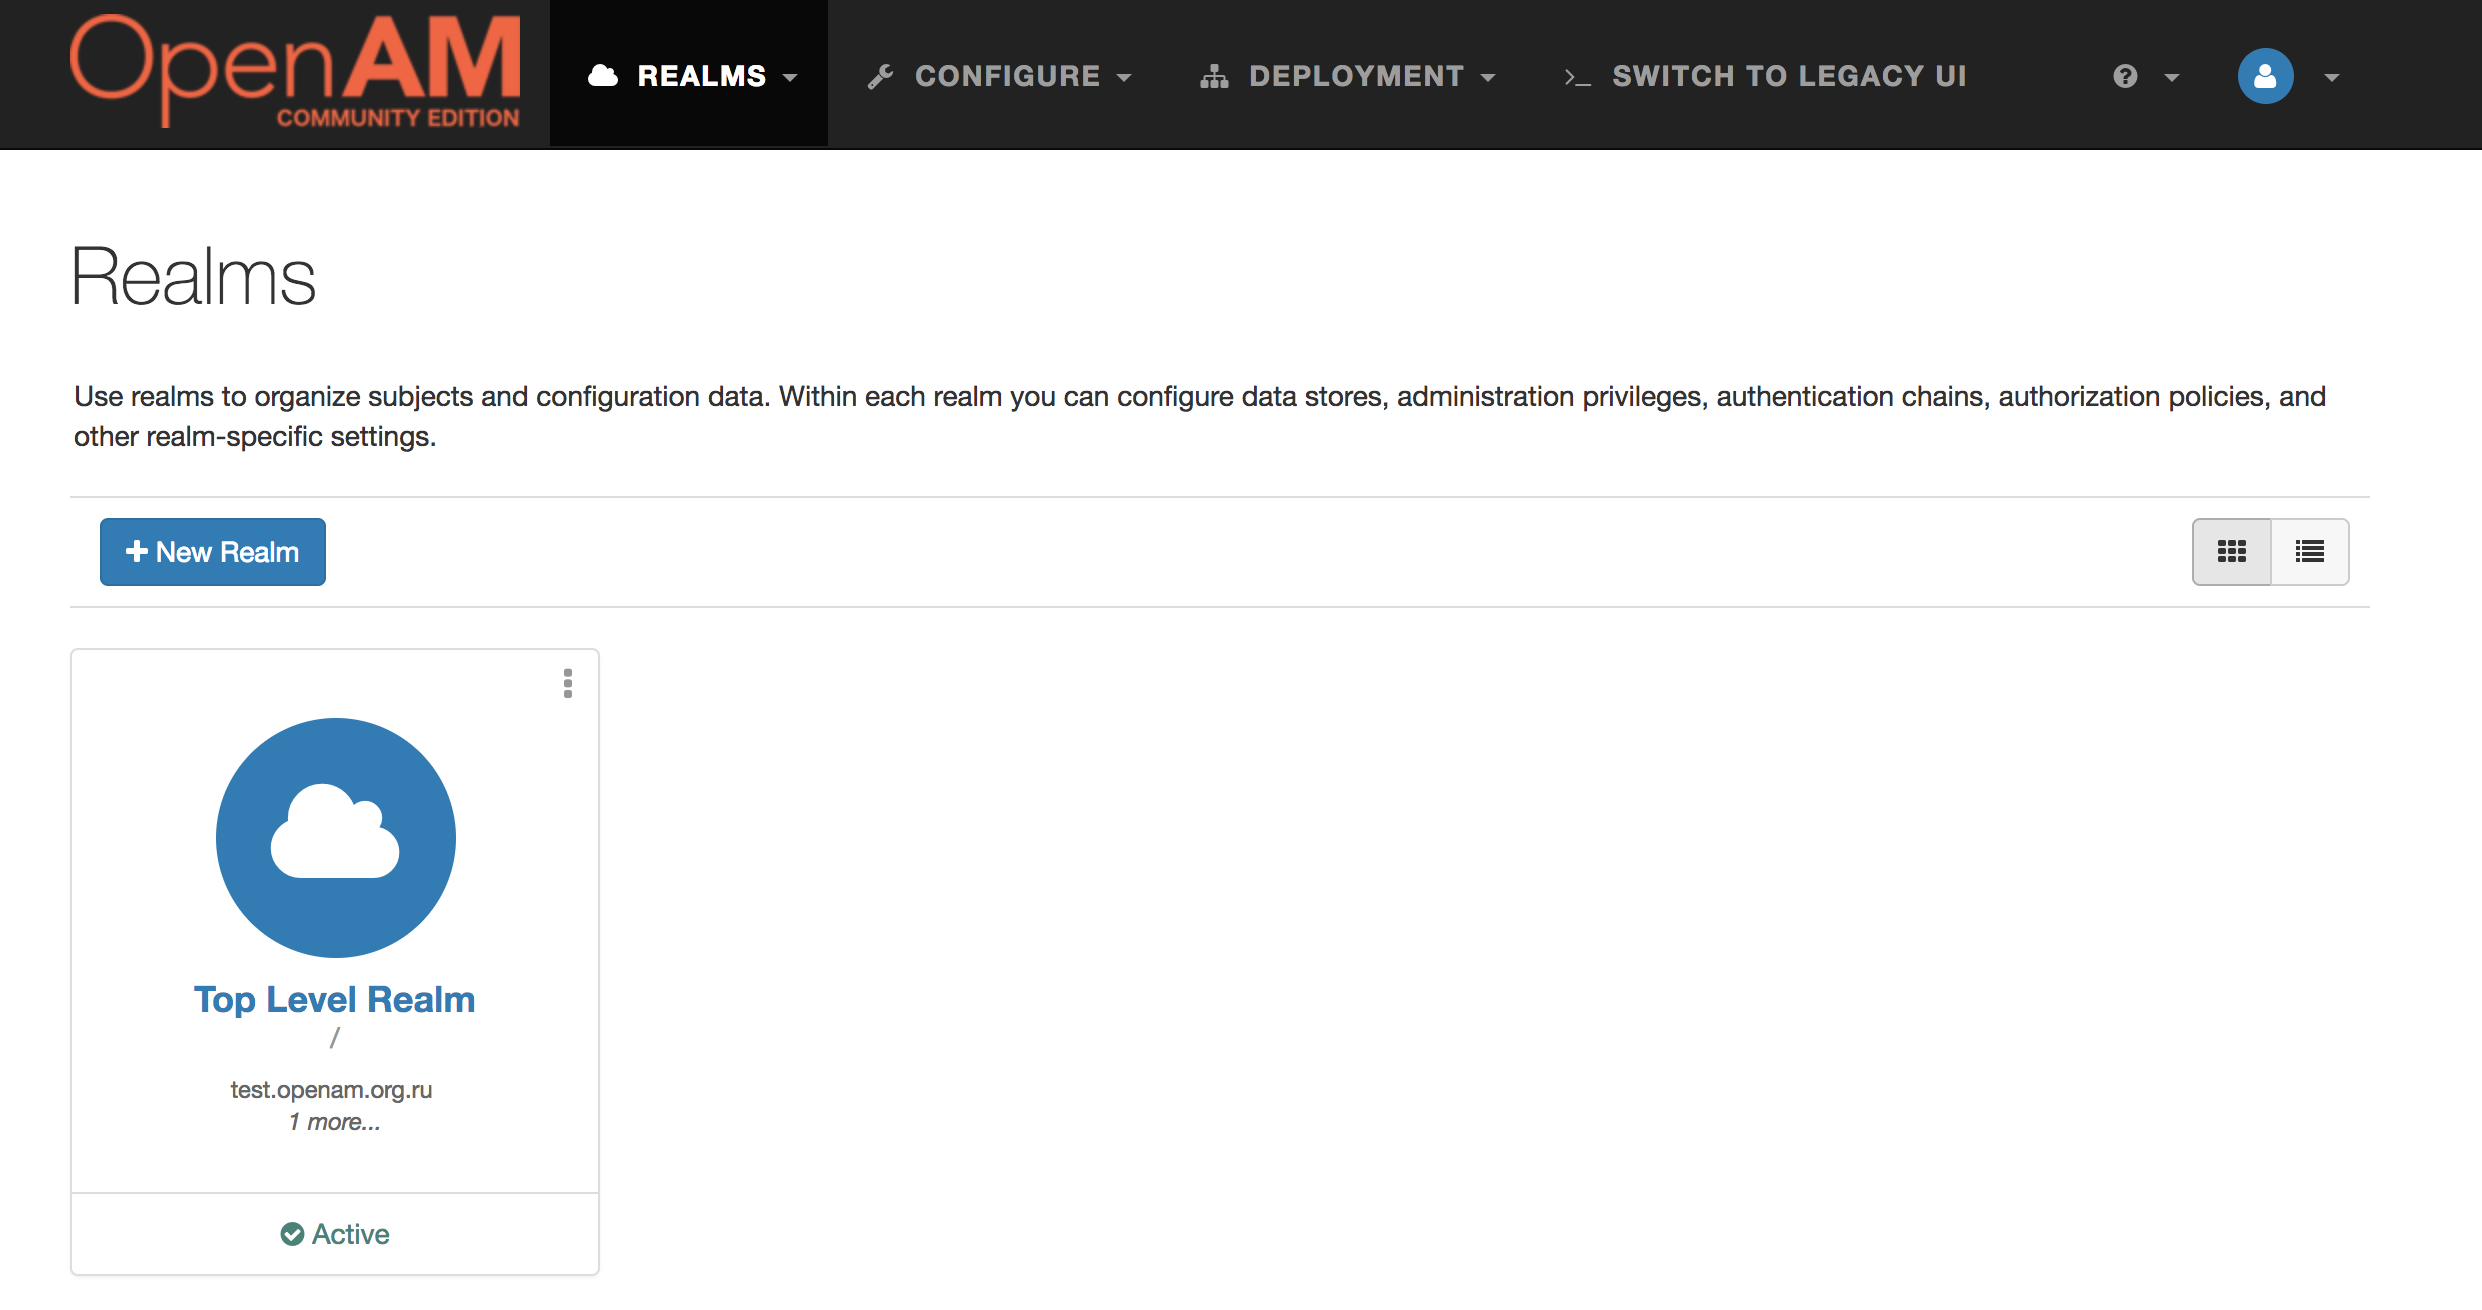 OpenAM
COMMUNITY EDITION
REALMS
CONFIGURE
DEPLOYMENT
SWITCH TO LEGACY UI
Realms
Use realms to organize subjects and configuration data. Within each realm you can configure data stores, administration privileges, authentication chains, authorization policies, and
other realm-specific settings.
New Realm
Top Level Realm
/
test.openam.org.ru
1 more...
Active